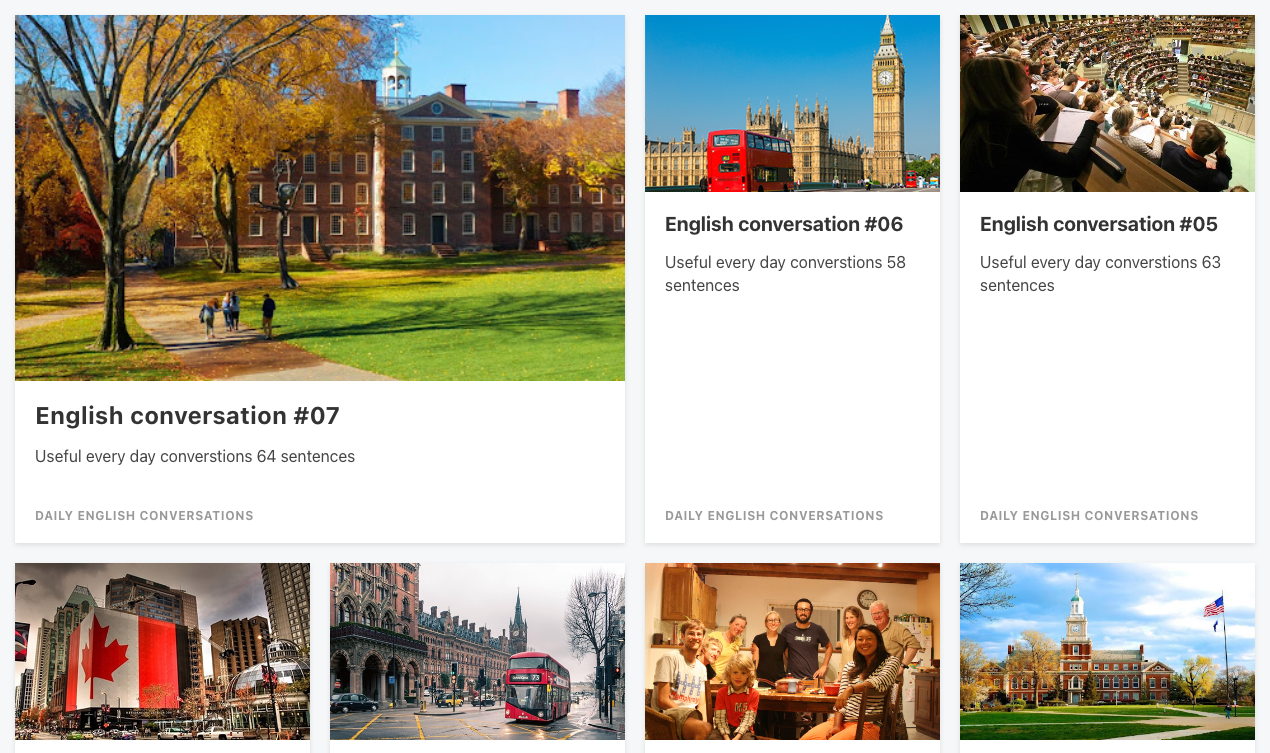 English conversation #07
Useful every day converstions 64 sentences
DAILY ENGLISH CONVERSATIONS
English conversation #06
Useful every day converstions 58
sentences
DAILY ENGLISH CONVERSATIONS
English conversation #05
Useful every day converstions 63
sentences
DAILY ENGLISH CONVERSATIONS
73